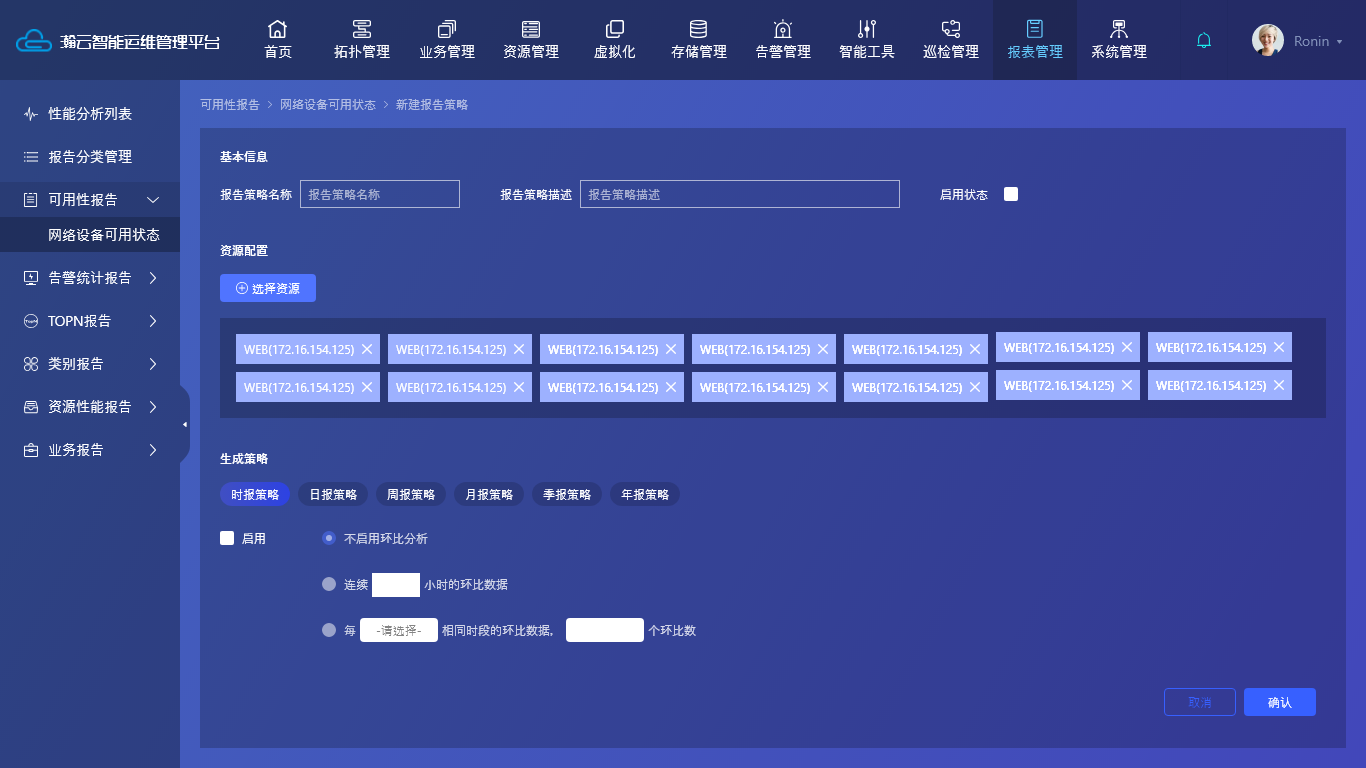 瀚云智能运维管理平台
首页 拓扑管理 业务管理 资源管理 虚拟化 存储管理 告警管理 智能工具 巡检管理 报表管理 系统管理 Ronin
性能分析列表
报告分类管理
可用性报告
网络设备可用状态
告警统计报告
TOPN报告
类别报告
资源性能报告
业务报告
可用性报告 > 网络设备可用状态 > 新建报告策略
基本信息
报告策略名称 报告策略名称 报告策略描述 报告策略描述 启用状态
资源配置
选择资源
WEB(172.16.154.125) WEB(172.16.154.125) WEB(172.16.154.125) WEB(172.16.154.125) WEB(172.16.154.125) WEB(172.16.154.125) WEB(172.16.154.125)
WEB(172.16.154.125) WEB(172.16.154.125) WEB(172.16.154.125) WEB(172.16.154.125) WEB(172.16.154.125) WEB(172.16.154.125) WEB(172.16.154.125)
生成策略
时报策略 日报策略 周报策略 月报策略 季报策略 年报策略
启用 不启用环比分析
连续 小时的环比数据
每 -请选择- 相同时段的环比数据, 个环比数
取消 确认